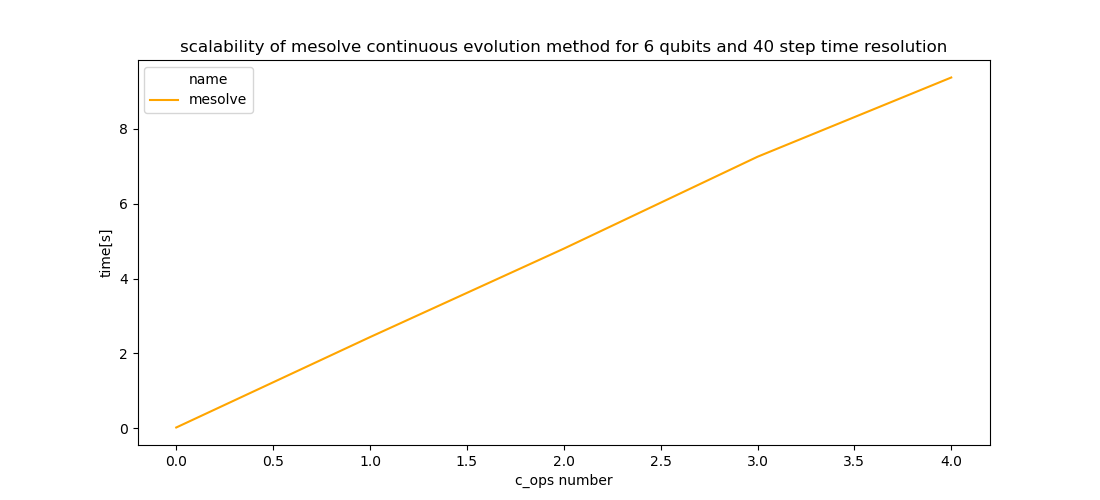 scalability of mesolve continuous evolution method for 6 qubits and 40 step time resolution
name
mesolve
8
6
4
2
0
time[s]
0.0 0.5 1.0 1.5 2.0 2.5 3.0 3.5 4.0
c_ops number